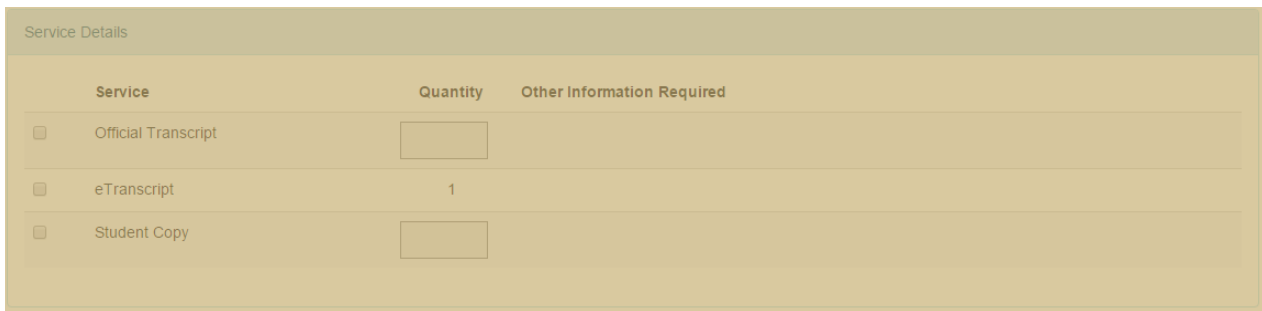 Service Details
Service Quantity Other Information Required
Official Transcript
eTranscript 1
Student Copy